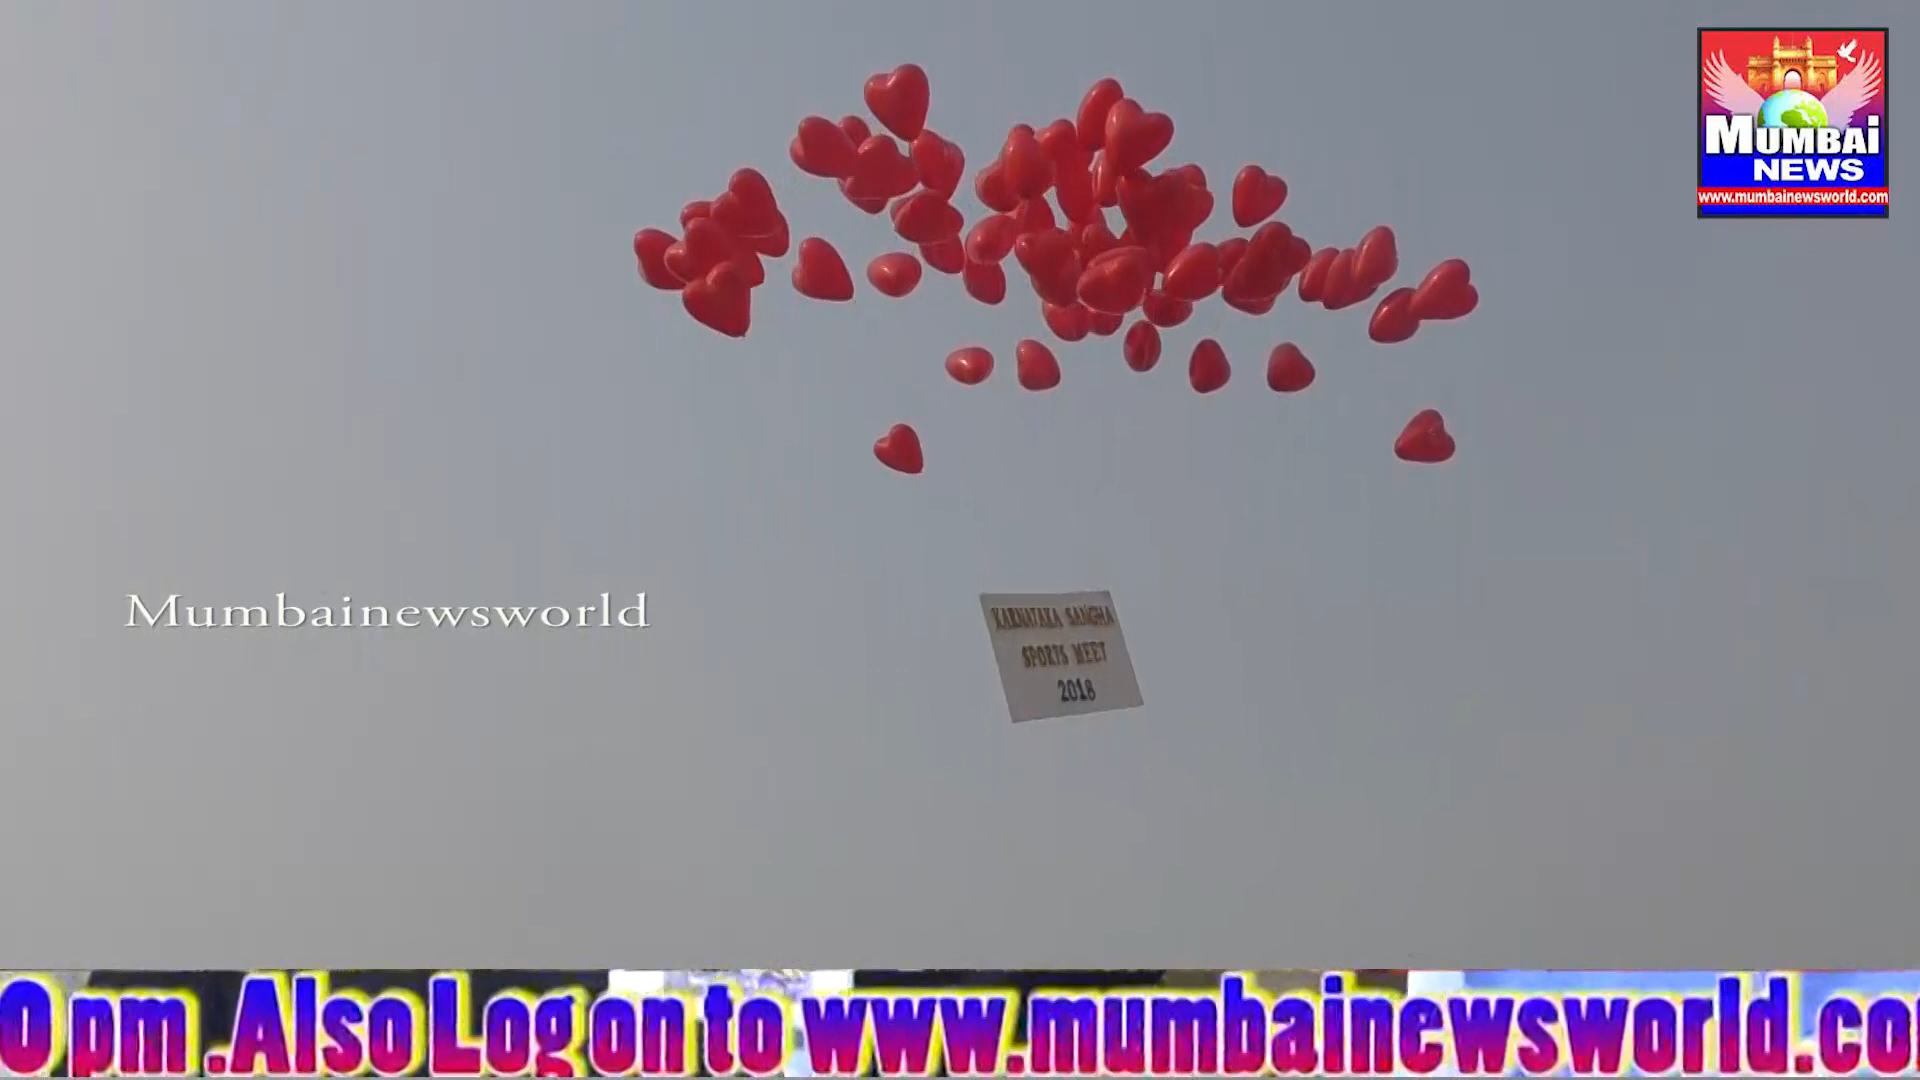 MUMBAi
NEWS
www.mumbainewsworld.com
Mumbainewsworld
KARNATAKA SANGHA
SPORTS MEET
2018
0 pm .Also Log on to www.mumbainewsworld.co